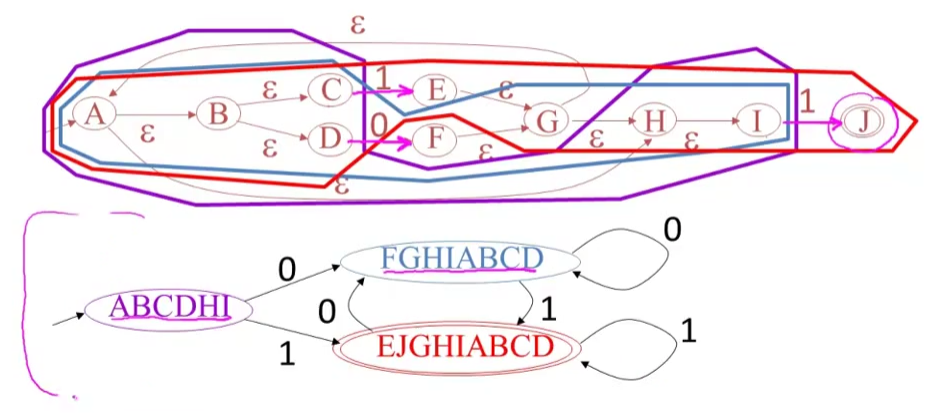 ε
A ε B ε C 1 E ε G ε H ε I 1 J
ε D 0 F ε
ε
ABCDHI
0 FGHIABCD 0
0 1
1 EJGHIABCD 1